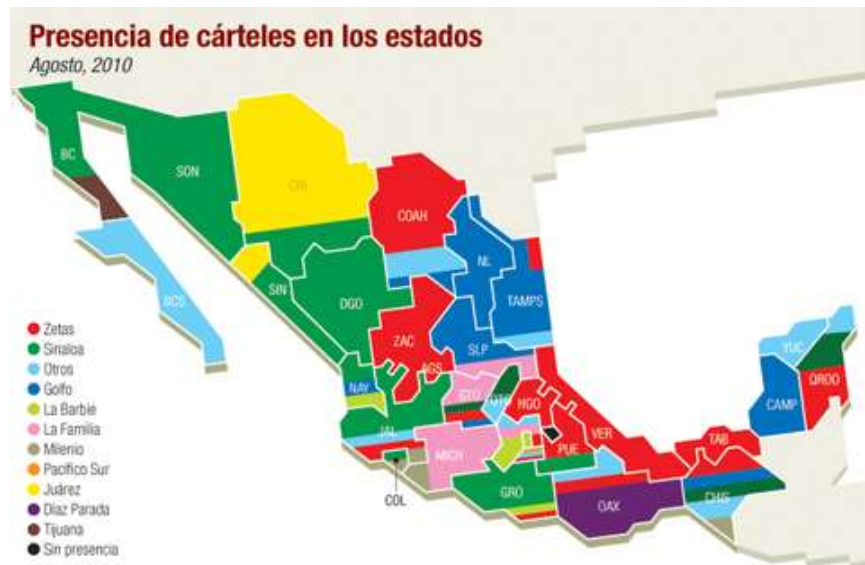 Presencia de cárteles en los estados
Agosto, 2010
BC
SON
CHI
COAH
NL
TAMPS
BCS
SIN
DGO
ZAC
SLP
AGS
NAY
GTO
QTO
HGO
VER
JAL
MICH
PUE
TAB
YUC
QROO
CAMP
COL
GRO
OAX
CHIS
Zetas
Sinaloa
Otros
Golfo
La Barbie
La Familia
Milenio
Pacífico Sur
Juárez
Díaz Parada
Tijuana
Sin presencia